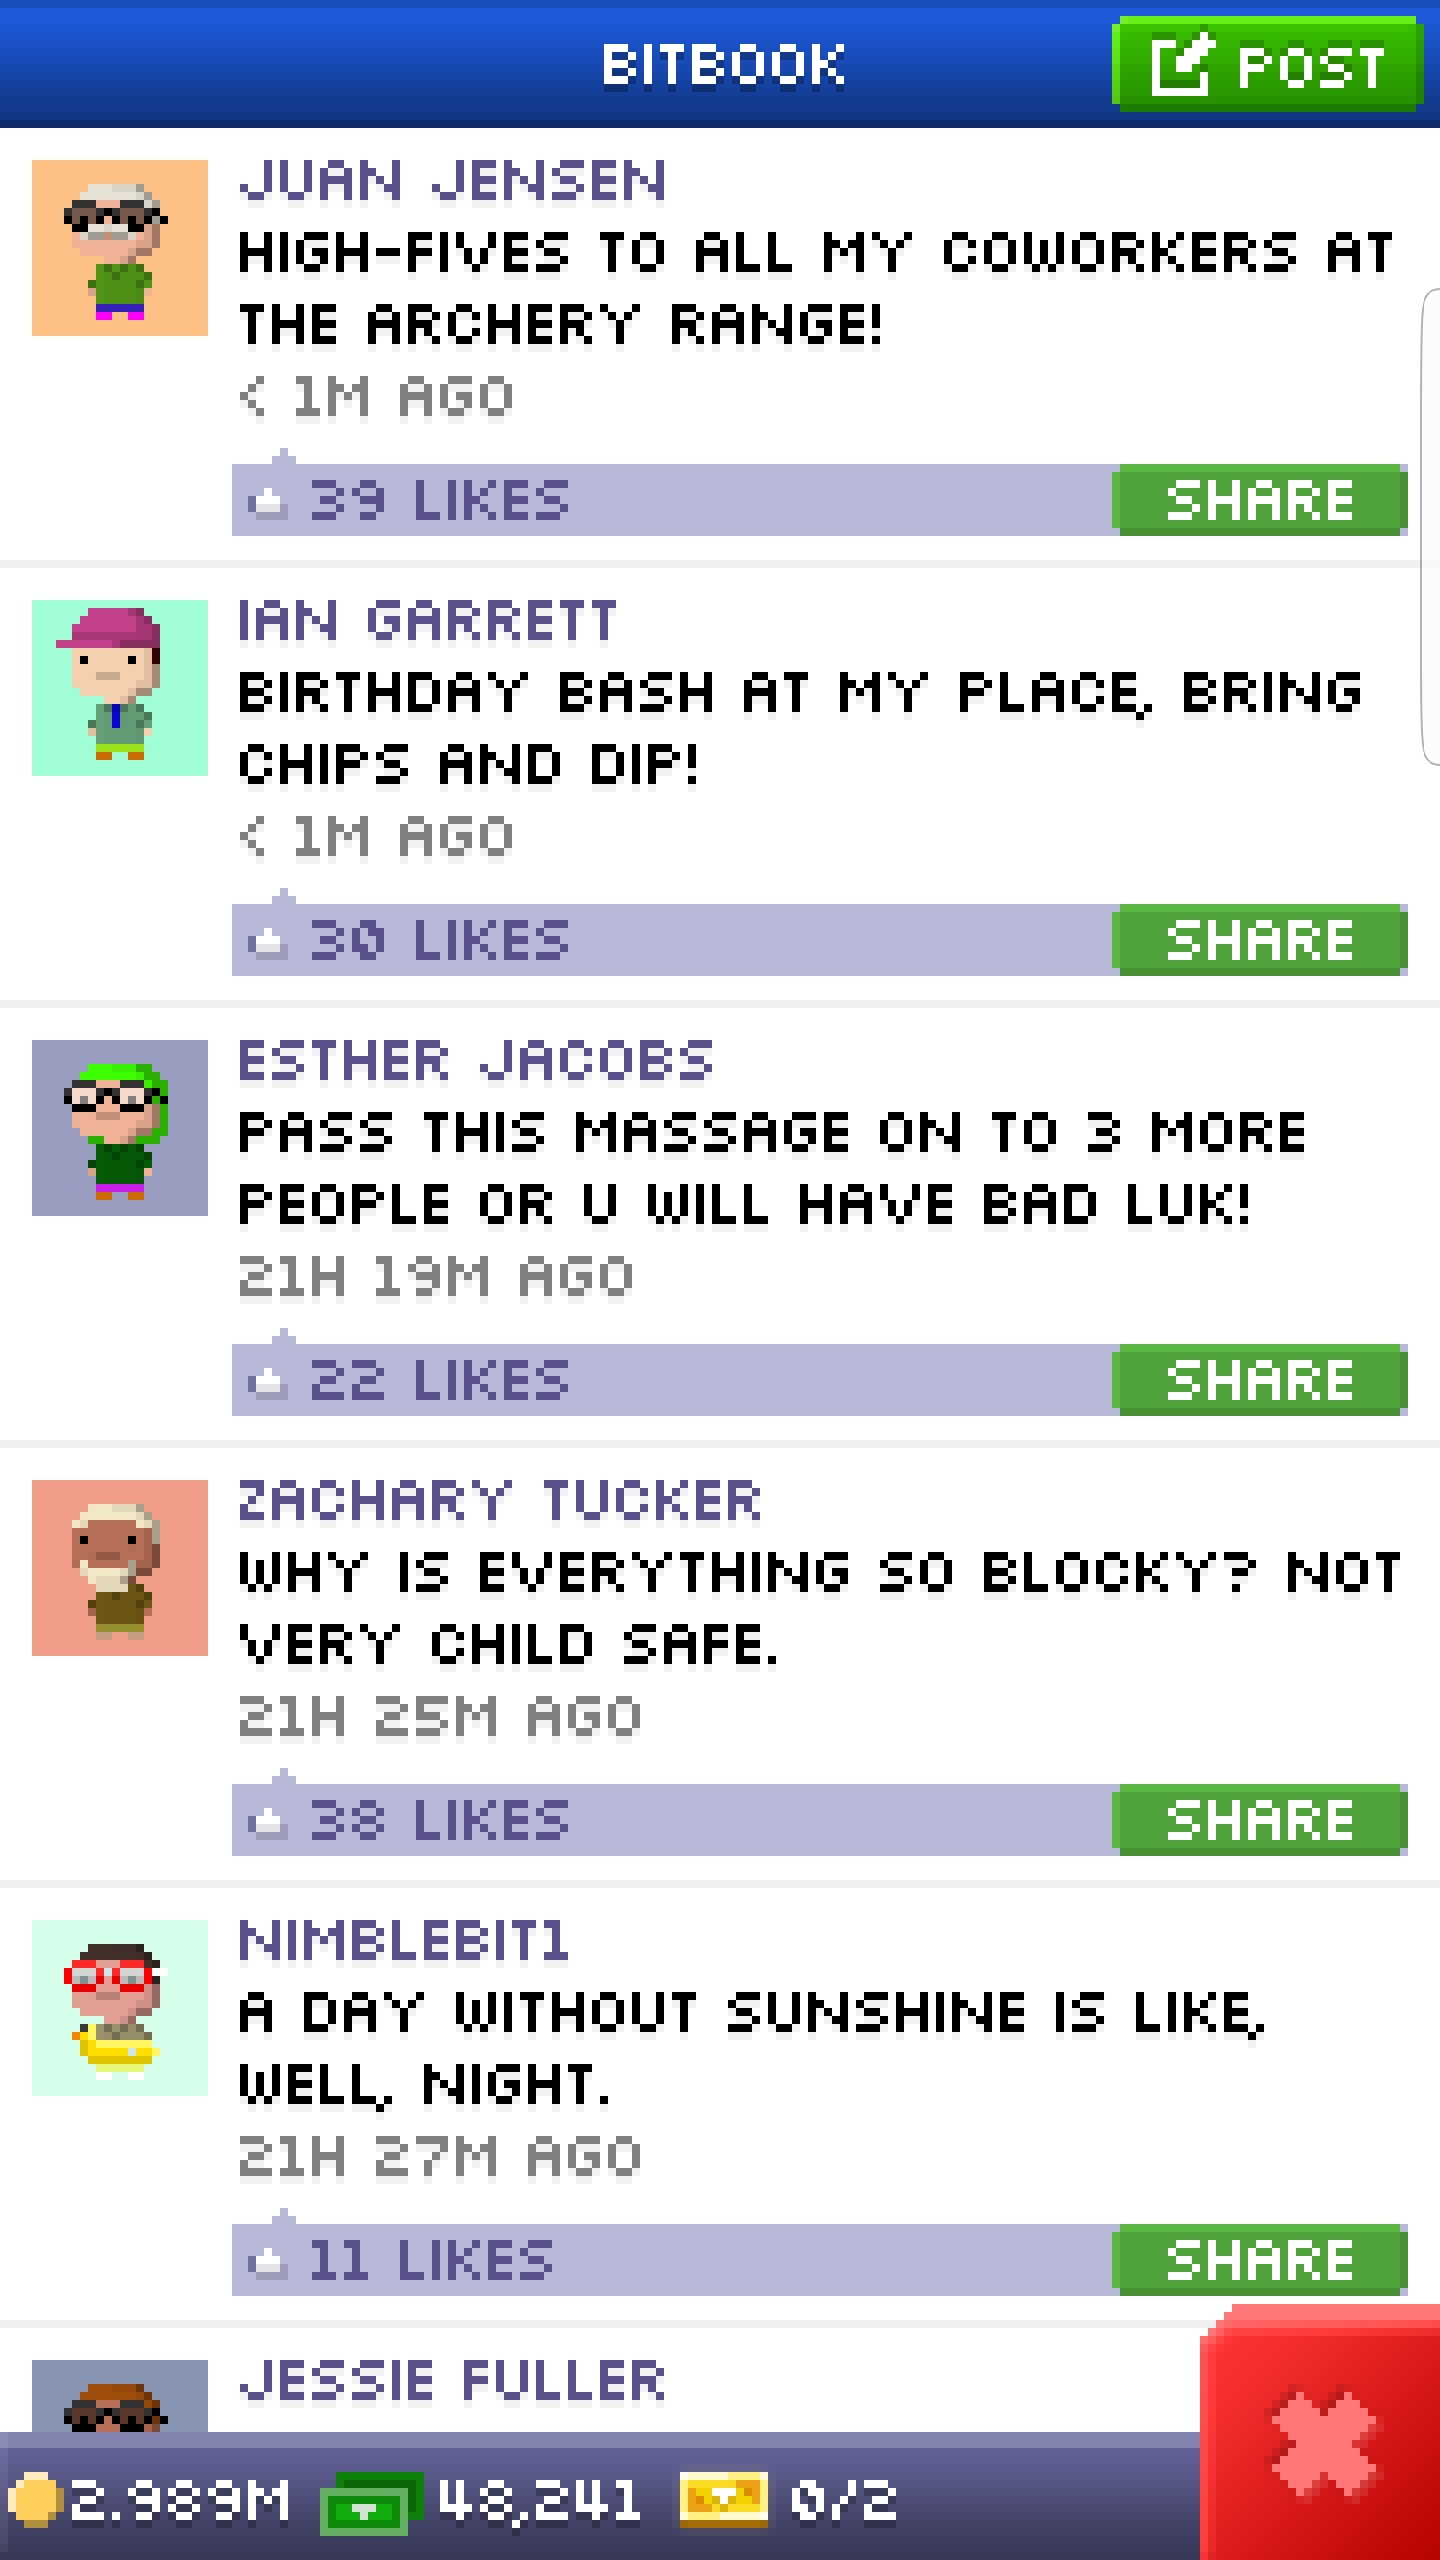 BITBOOK
POST
JUAN JENSEN
HIGH-FIVES TO ALL MY COWORKERS AT
THE ARCHERY RANGE!
< 1M AGO
39 LIKES
SHARE
IAN GARRETT
BIRTHDAY BASH AT MY PLACE, BRING
CHIPS AND DIP!
< 1M AGO
30 LIKES
SHARE
ESTHER JACOBS
PASS THIS MASSAGE ON TO 3 MORE
PEOPLE OR U WILL HAVE BAD LUK!
21H 19M AGO
22 LIKES
SHARE
ZACHARY TUCKER
WHY IS EVERYTHING SO BLOCKY? NOT
VERY CHILD SAFE.
21H 25M AGO
38 LIKES
SHARE
NIMBLEBIT1
A DAY WITHOUT SUNSHINE IS LIKE,
WELL, NIGHT.
21H 27M AGO
11 LIKES
SHARE
JESSIE FULLER
2.989M 48,241 0/2